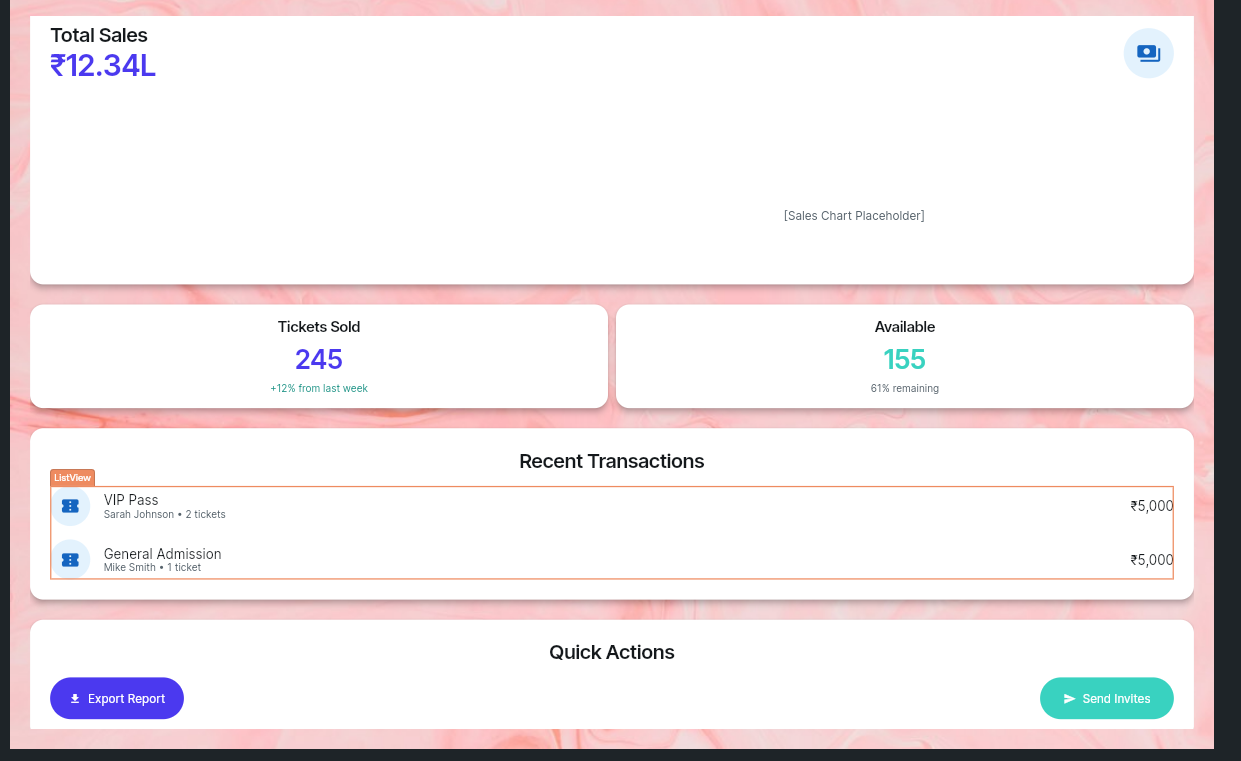 Total Sales
₹12.34L
[Sales Chart Placeholder]
Tickets Sold
245
+12% from last week
Available
155
61% remaining
Recent Transactions
ListView
VIP Pass
Sarah Johnson • 2 tickets
₹5,000
General Admission
Mike Smith • 1 ticket
₹5,000
Quick Actions
Export Report
Send Invites